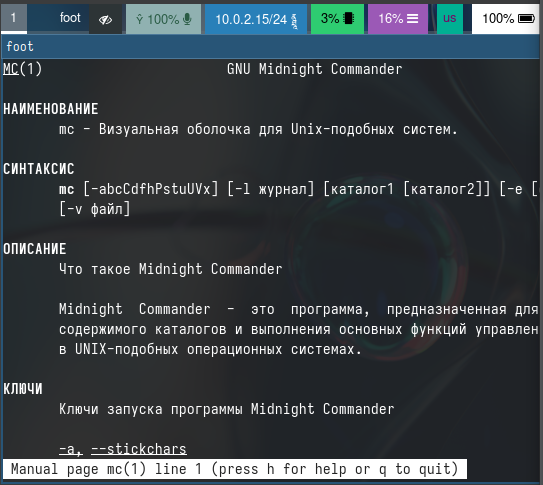 1 foot 100% 10.0.2.15/24 3% 16% us 100%
foot
MC(1) GNU Midnight Commander
НАИМЕНОВАНИЕ
mc - Визуальная оболочка для Unix-подобных систем.
СИНТАКСИС
mc [-abcCdfhPstuUVx] [-l журнал] [каталог1 [каталог2]] [-e [
[-v файл]
ОПИСАНИЕ
Что такое Midnight Commander
Midnight Commander - это программа, предназначенная для
содержимого каталогов и выполнения основных функций управлен
в UNIX-подобных операционных системах.
КЛЮЧИ
Ключи запуска программы Midnight Commander
-a, --stickchars
Manual page mc(1) line 1 (press h for help or q to quit)